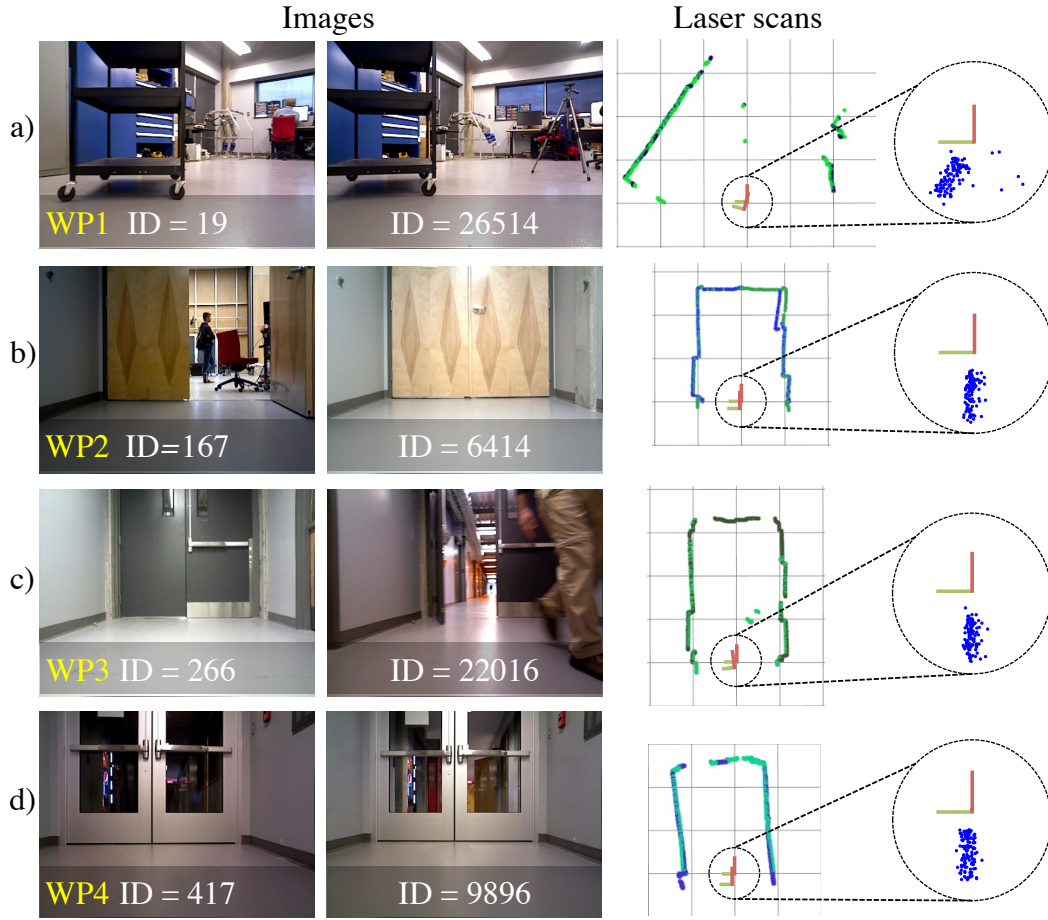 Images
Laser scans
a)
WP1 ID = 19
ID = 26514
b)
WP2 ID=167
ID = 6414
c)
WP3 ID = 266
ID = 22016
d)
WP4 ID = 417
ID = 9896